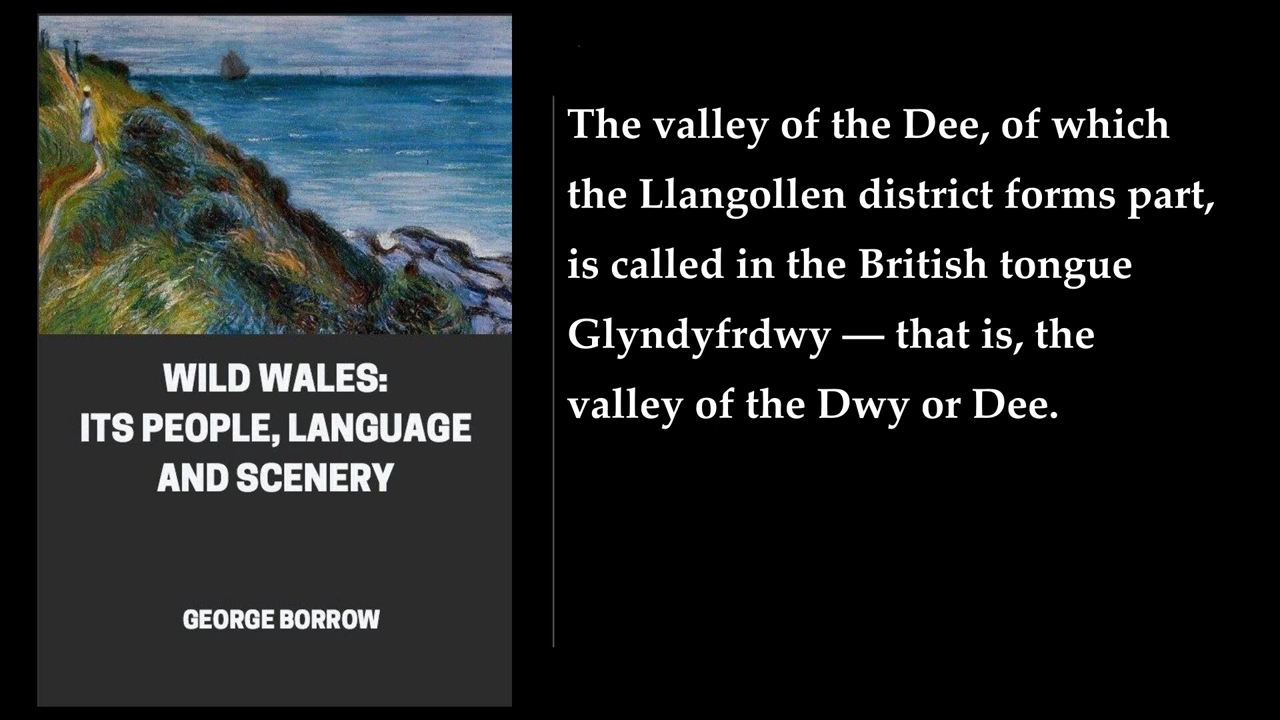 WILD WALES:
ITS PEOPLE, LANGUAGE
AND SCENERY
GEORGE BORROW
The valley of the Dee, of which
the Llangollen district forms part,
is called in the British tongue
Glyndyfrdwy — that is, the
valley of the Dwy or Dee.